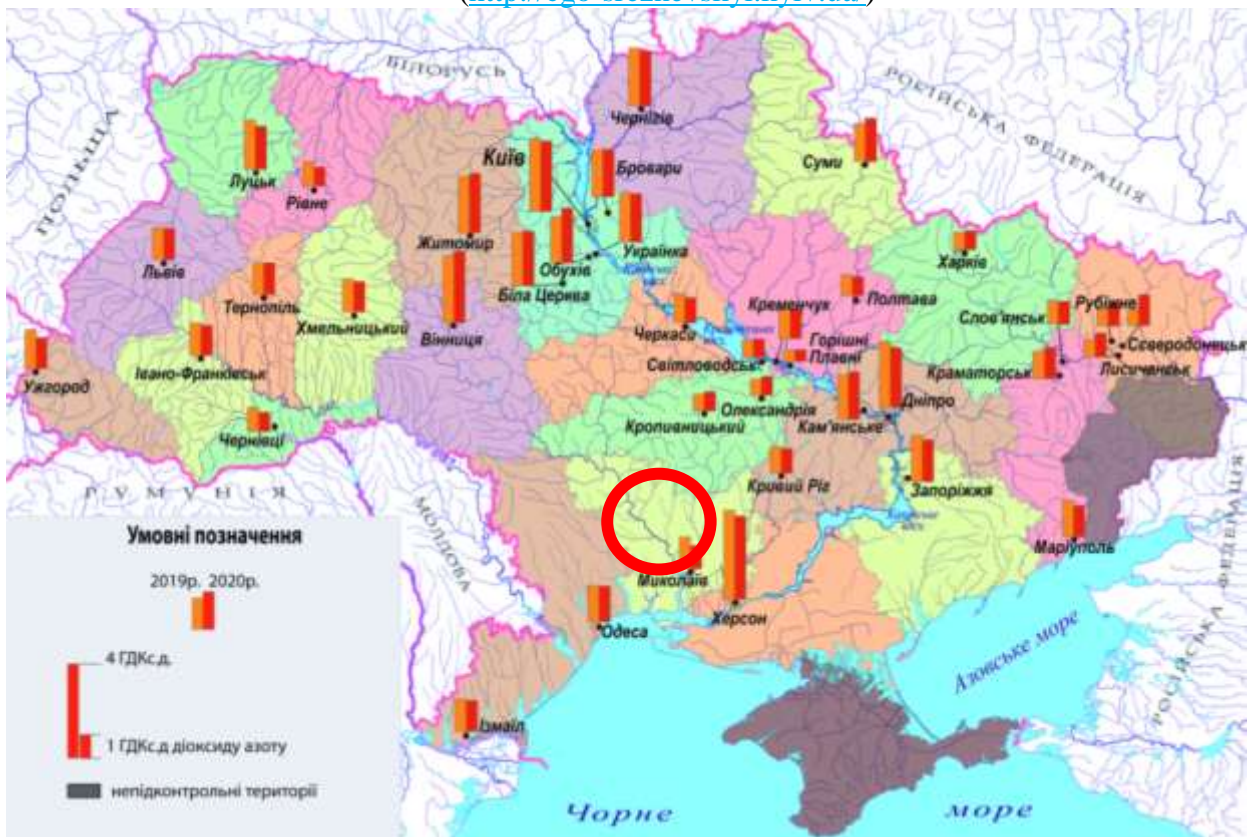 БІЛОРУСЬ
РОСІЙСЬКА ФЕДЕРАЦІЯ
ПОЛЬЩА
Чернігів
Київ
Бровари
Суми
Луцьк
Рівне
Житомир
Українка
Обухів
Біла Церква
Львів
Тернопіль
Хмельницький
Вінниця
Харків
Полтава
Кременчук
Черкаси
Горішні
Плавні
Світловодськ
Слов'янськ
Рубіжне
Сєверодонецьк
Лисичанськ
Краматорськ
Ужгород
Івано-Франківськ
Чернівці
Олександрія
Кропивницький
Кам'янське
Дніпро
Кривий Ріг
Запоріжжя
РУМУНІЯ
МОЛДОВА
Маріуполь
Миколаїв
Херсон
Одеса
Ізмаїл
Азовське море
РОСІЙСЬКА ФЕДЕРАЦІЯ
Чорне море
Умовні позначення
2019р. 2020р.
4 ГДКс.д.
1 ГДКс.д діоксиду азоту
непідконтрольні території